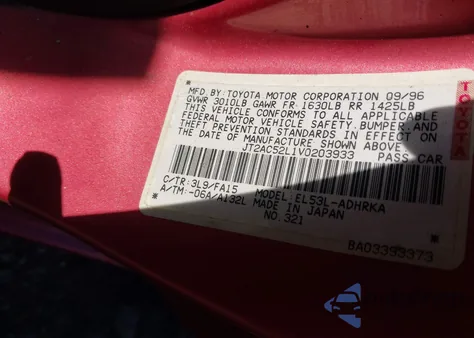 MFD. BY TOYOTA MOTOR CORPORATION 09/96
GVWR 3010LB GAWR FR 1630LB RR 1425LB
THIS VEHICLE CONFORMS TO ALL APPLICABLE
FEDERAL MOTOR VEHICLE SAFETY, BUMPER, AND
THEFT PREVENTION STANDARDS IN EFFECT ON
THE DATE OF MANUFACTURE SHOWN ABOVE.
JT2AC52L1V0203933 PASS CAR
C/TR: 3L9/FA15 MODEL: EL53L-ADHRKA
A/TM: -06A/A132L MADE IN JAPAN
NO.321
BA03393373
TOYOTA